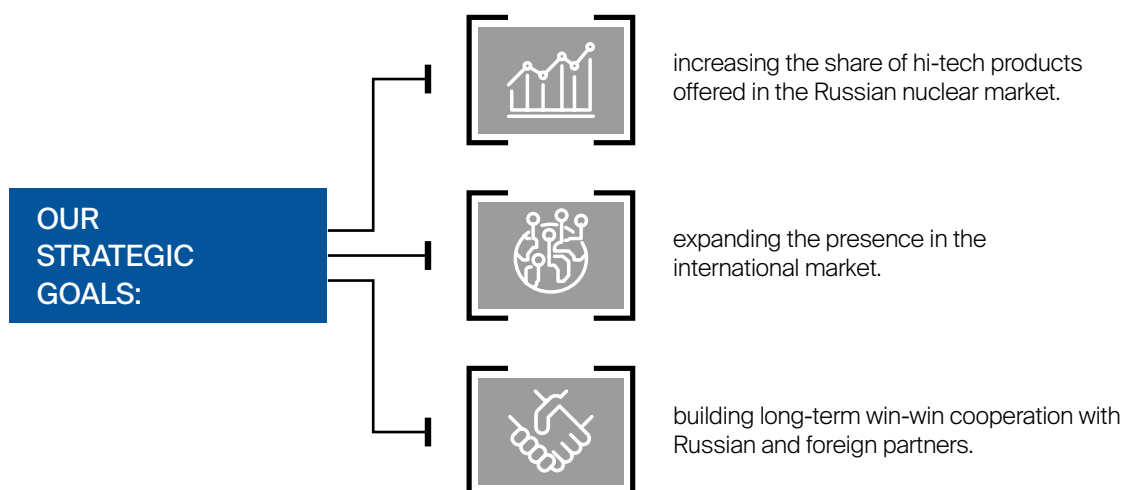 increasing the share of hi-tech products
offered in the Russian nuclear market.
OUR
STRATEGIC
GOALS:
expanding the presence in the
international market.
building long-term win-win cooperation with
Russian and foreign partners.